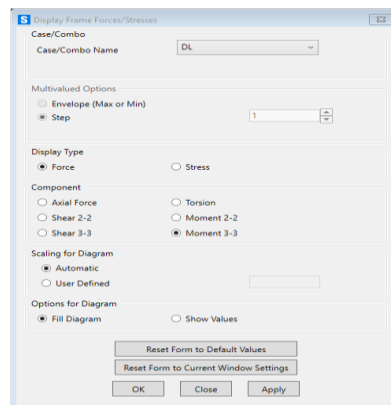 S Display Frame Forces/Stresses
Case/Combo
Case/Combo Name DL
Multivalued Options
Envelope (Max or Min)
Step 1
Display Type
Force Stress
Component
Axial Force Torsion
Shear 2-2 Moment 2-2
Shear 3-3 Moment 3-3
Scaling for Diagram
Automatic
User Defined
Options for Diagram
Fill Diagram Show Values
Reset Form to Default Values
Reset Form to Current Window Settings
OK Close Apply